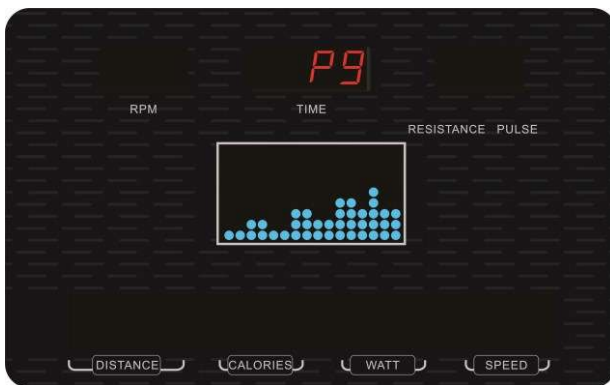 P9
RPM TIME
RESISTANCE PULSE
DISTANCE CALORIES WATT SPEED